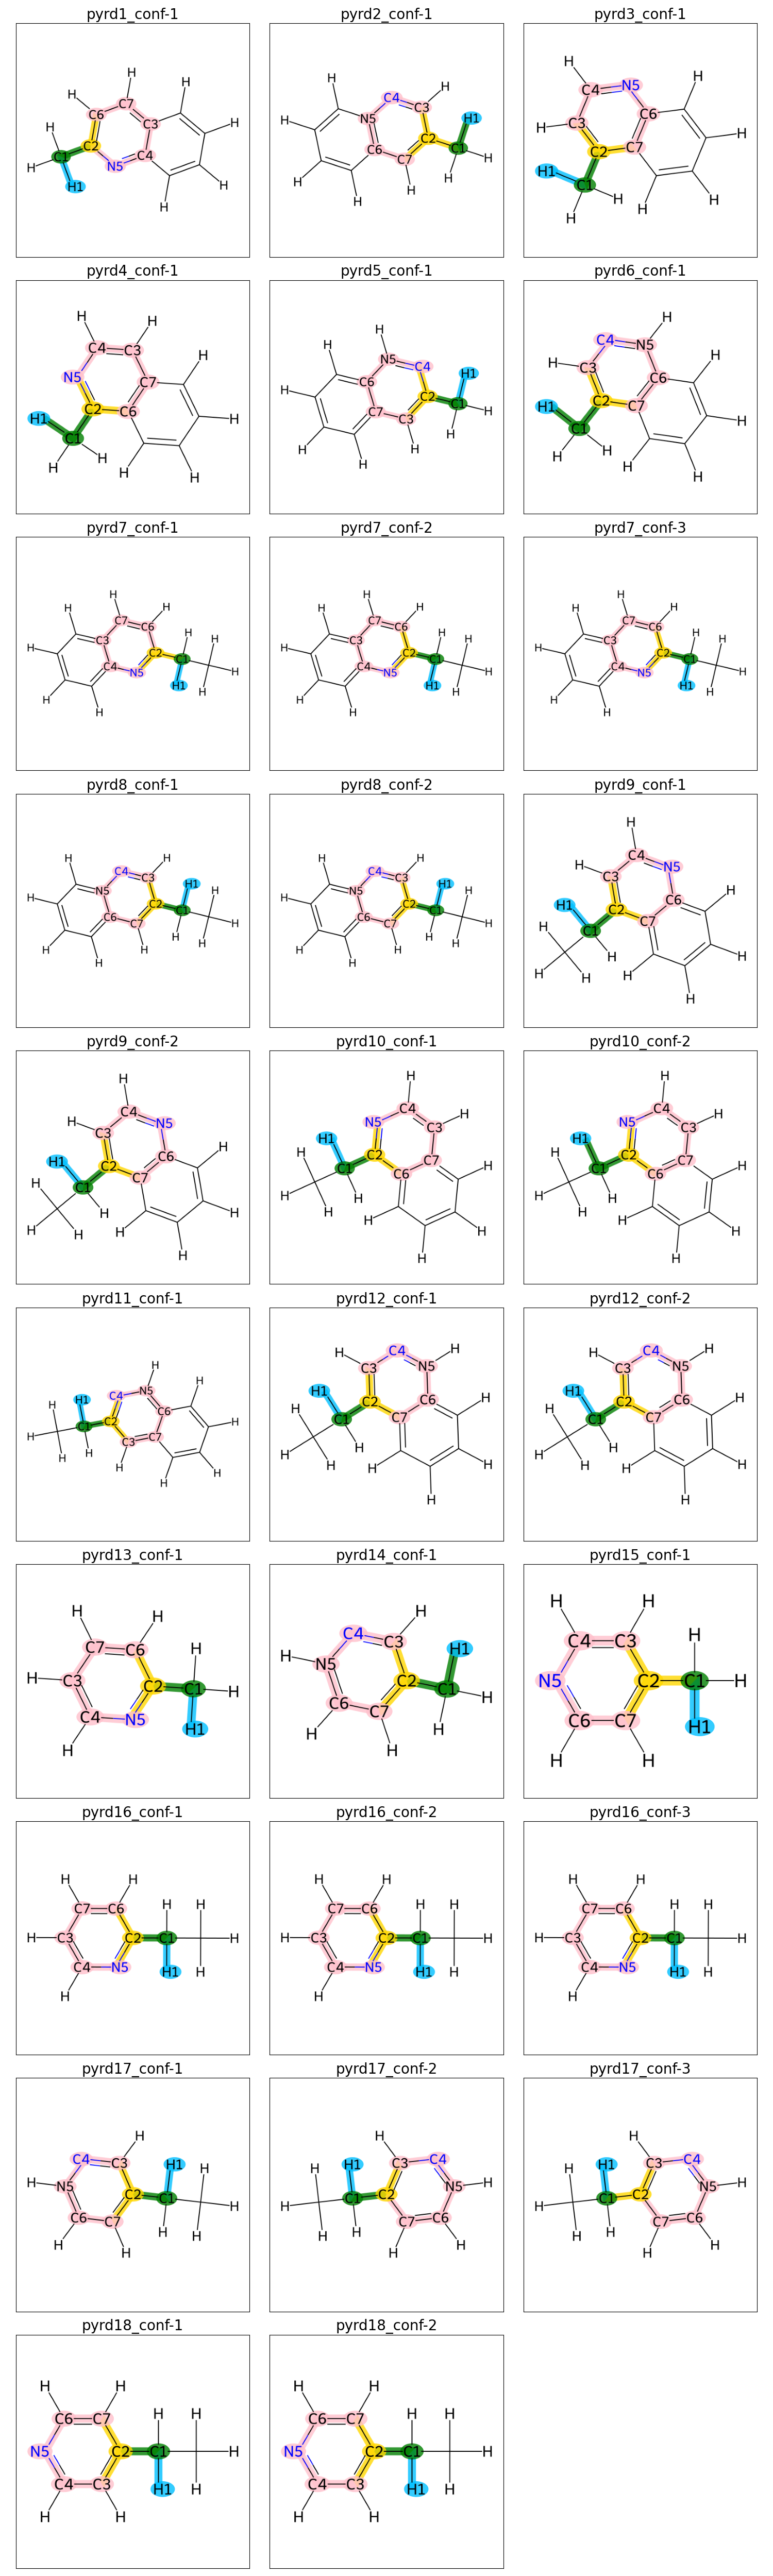 pyrd1_conf-1
H
H
H C6 C7
C3 H
H C2
C1 C4
H N5
H1 H
H
pyrd2_conf-1
H C4 H
C3
H N5 H1
C2
C6 C1
C7 H
H H
H
pyrd3_conf-1
H
C4 N5 H
C6
H C3 H
C2 C7
H1
C1
H H
H H
pyrd4_conf-1
H H
C4 C3
H
N5 C7
C2 C6
H1 H
C1
H H H
H
pyrd5_conf-1
H
H N5
C4
C6 H1
H C2
C1
C7 C3 H
H H
H
H
pyrd6_conf-1
H
C4 N5
H
H C3 C6
C2 C7
H1
H
C1
H H H
H
pyrd7_conf-1
H
H C7 H
C6
C3 H
H C2
C1
C4 N5 H
H1 H
H
H
pyrd7_conf-2
H
H C7 H
C6
C3 H
H C2
C1
C4 N5 H
H1 H
H
H
pyrd7_conf-3
H
H C7 H
C6
C3 H
H C2
C1
C4 N5 H
H1 H
H
H
pyrd8_conf-1
H H
C4 C3
H1
N5 H
H C2
C1
C6 C7 H
H H H
H
H
pyrd8_conf-2
H H
C4 C3
H1
N5 H
H C2
C1
C6 C7 H
H H H
H
H
pyrd9_conf-1
H
C4
H N5
C3
H
C6
H1 C2
C7
H C1
H H
H H H
H
pyrd9_conf-2
H
C4
H N5
C3
H
H1 C6
C2
C7
H C1
H H
H H
H
H
pyrd10_conf-1
H
C4
N5 H
C3
H1
H C2 C7
C1 H
C6
H H
H H
H
H
pyrd10_conf-2
H
C4
N5 H
C3
H1
H C2 C7
C1 H
C6
H H
H H
H
H
pyrd11_conf-1
H
N5
C4 H
H1
H C6
C2
C1 H
H C3 C7
H
H H
H H
pyrd12_conf-1
H C4 H
C3 N5
H1
C2 C6 H
H C1 C7
H
H H H
H
H
pyrd12_conf-2
H C4 H
C3 N5
H1
C2 C6 H
H C1 C7
H
H H H
H
H
pyrd13_conf-1
H H
C7 C6
H
H C3
C2 C1 H
C4 N5
H1
H
pyrd14_conf-1
H
C4 C3
H N5 H1
C2
C1
C6 H
C7
H H
H
pyrd15_conf-1
H H
C4 C3 H
N5 C2 C1 H
C6 C7 H1
H H
pyrd16_conf-1
H H
C7 C6 H H
H C3 C2 C1 H
C4 N5 H1 H
H
pyrd16_conf-2
H H
C7 C6 H H
H C3 C2 C1 H
C4 N5 H1 H
H
pyrd16_conf-3
H H
C7 C6 H H
H C3 C2 C1 H
C4 N5 H1 H
H
pyrd17_conf-1
H
C4 C3
H1 H
H N5
C2
C1 H
C6 C7
H H
H H
pyrd17_conf-2
H
C3 C4
H H1
N5 H
C2
H C1
C7 C6
H H
H H
pyrd17_conf-3
H
C3 C4
H H1
N5 H
C2
H C1
C7 C6
H H
H H
pyrd18_conf-1
H H
C6 C7 H H
N5 C2 C1 H
C4 C3 H1 H
H H
pyrd18_conf-2
H H
C6 C7 H H
N5 C2 C1 H
C4 C3 H1 H
H H